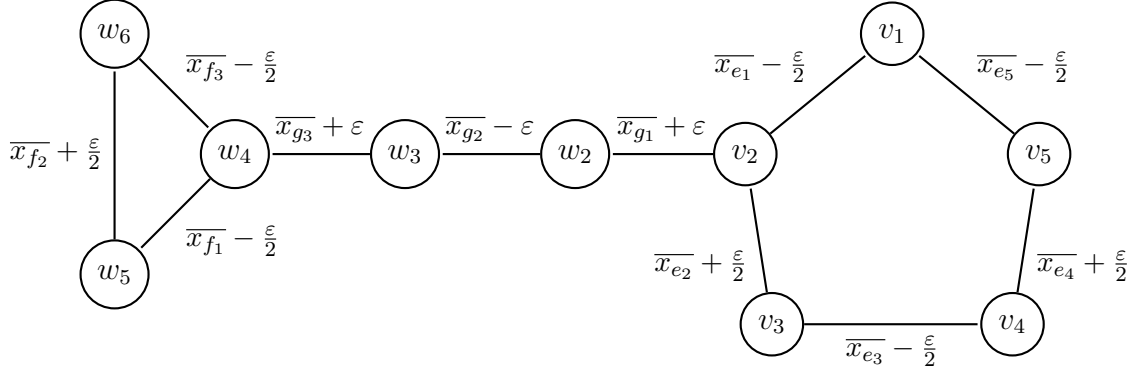 w₆
v₁
x̅_{f₃} − ε/2
x̅_{e₁} − ε/2
x̅_{e₅} − ε/2
x̅_{f₂} + ε/2
w₄
x̅_{g₃} + ε
w₃
x̅_{g₂} − ε
w₂
x̅_{g₁} + ε
v₂
v₅
x̅_{f₁} − ε/2
w₅
x̅_{e₂} + ε/2
x̅_{e₄} + ε/2
v₃
v₄
x̅_{e₃} − ε/2